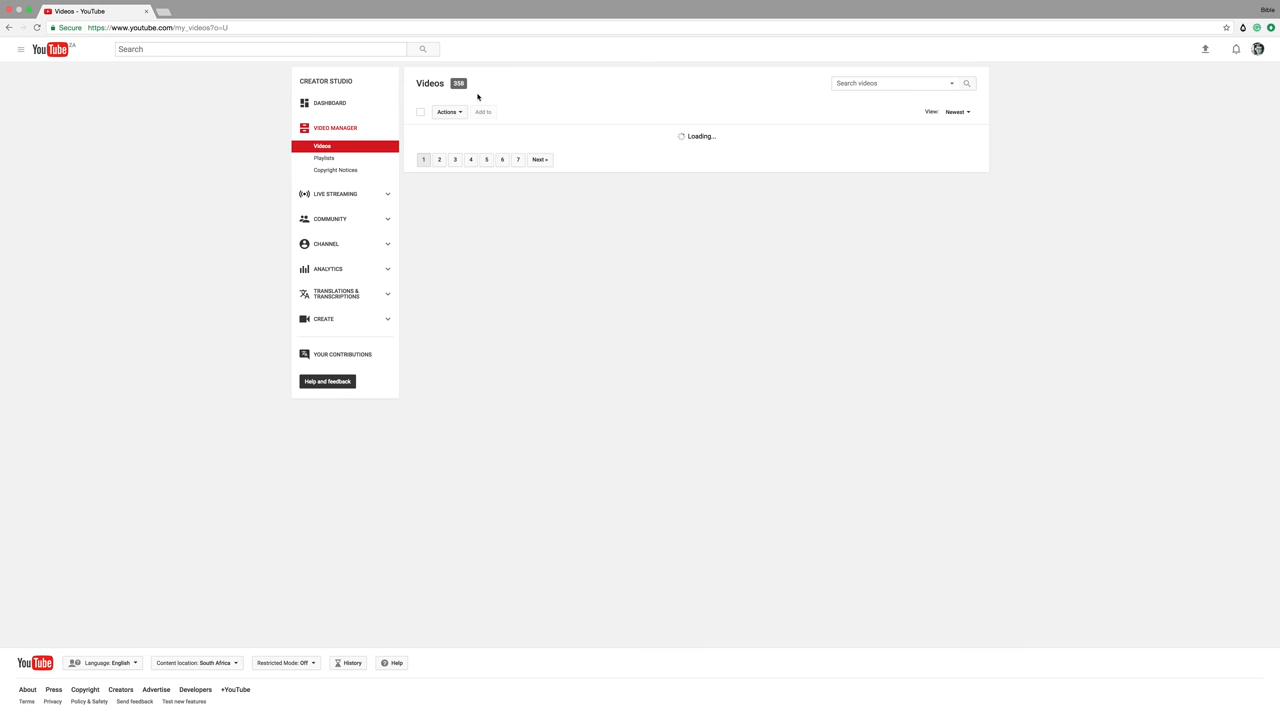 Videos - YouTube
Bible
Secure https://www.youtube.com/my_videos?o=U
YouTube ZA
Search
CREATOR STUDIO
DASHBOARD
VIDEO MANAGER
Videos
Playlists
Copyright Notices
LIVE STREAMING
COMMUNITY
CHANNEL
ANALYTICS
TRANSLATIONS &
TRANSCRIPTIONS
CREATE
YOUR CONTRIBUTIONS
Help and feedback
Videos 358
Search videos
Actions Add to
View: Newest
Loading...
1 2 3 4 5 6 7 Next »
YouTube Language: English Content location: South Africa Restricted Mode: Off History Help
About Press Copyright Creators Advertise Developers +YouTube
Terms Privacy Policy & Safety Send feedback Test new features